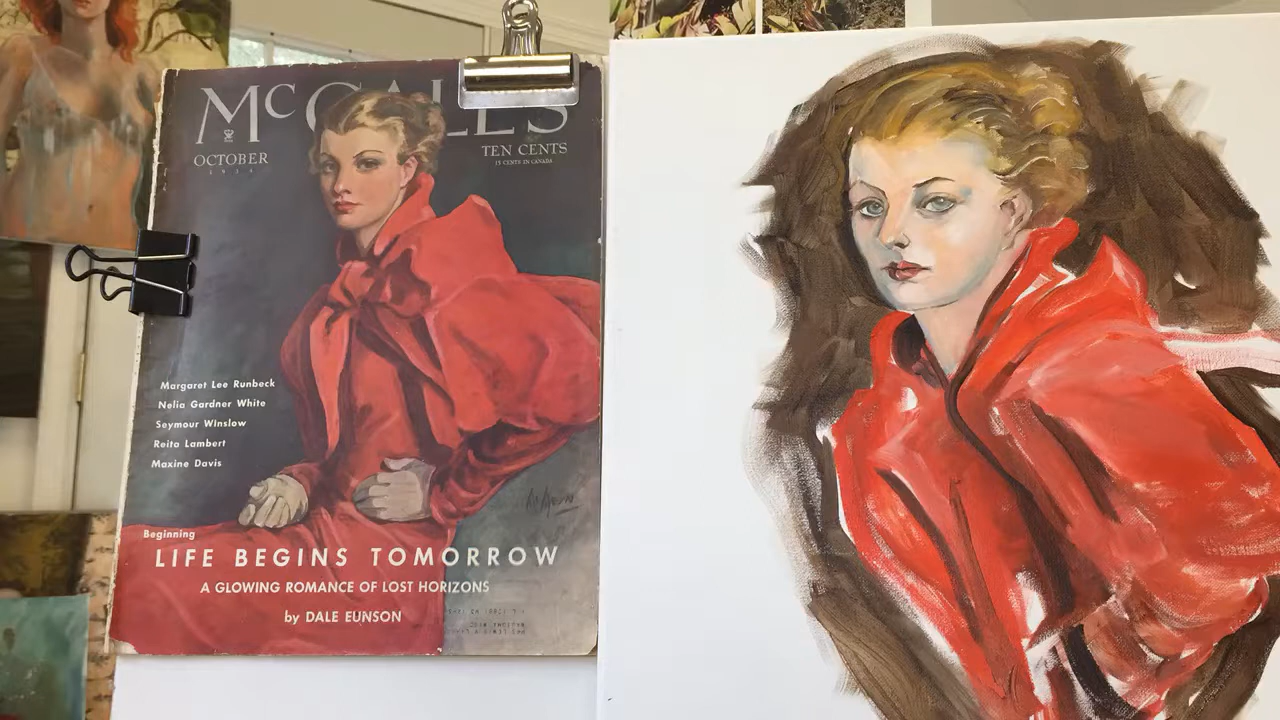 McCALL'S
OCTOBER
1934
TEN CENTS
15 CENTS IN CANADA
Margaret Lee Runbeck
Nelia Gardner White
Seymour Winslow
Reita Lambert
Maxine Davis
Beginning
LIFE BEGINS TOMORROW
A GLOWING ROMANCE OF LOST HORIZONS
by DALE EUNSON